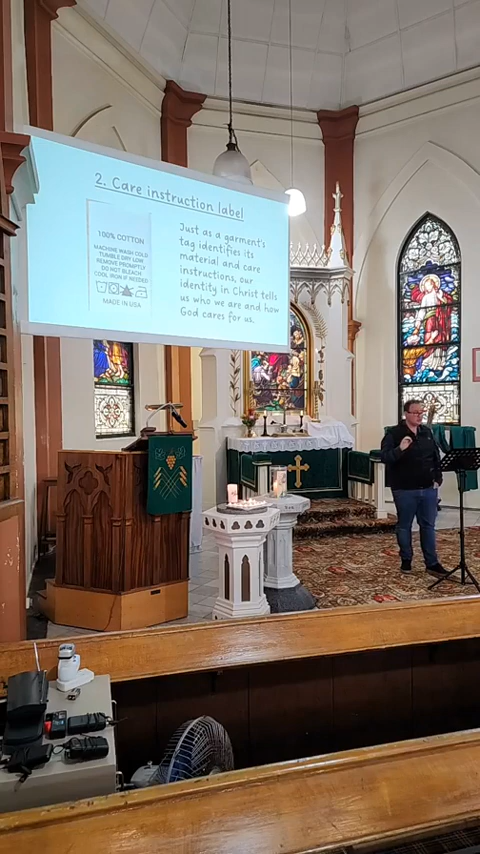 2. Care instruction label
100% COTTON
MACHINE WASH COLD
TUMBLE DRY LOW
REMOVE PROMPTLY
DO NOT BLEACH
COOL IRON IF NEEDED
MADE IN USA
Just as a garment's
tag identifies its
material and care
instructions, our
identity in Christ tells
us who we are and how
God cares for us.